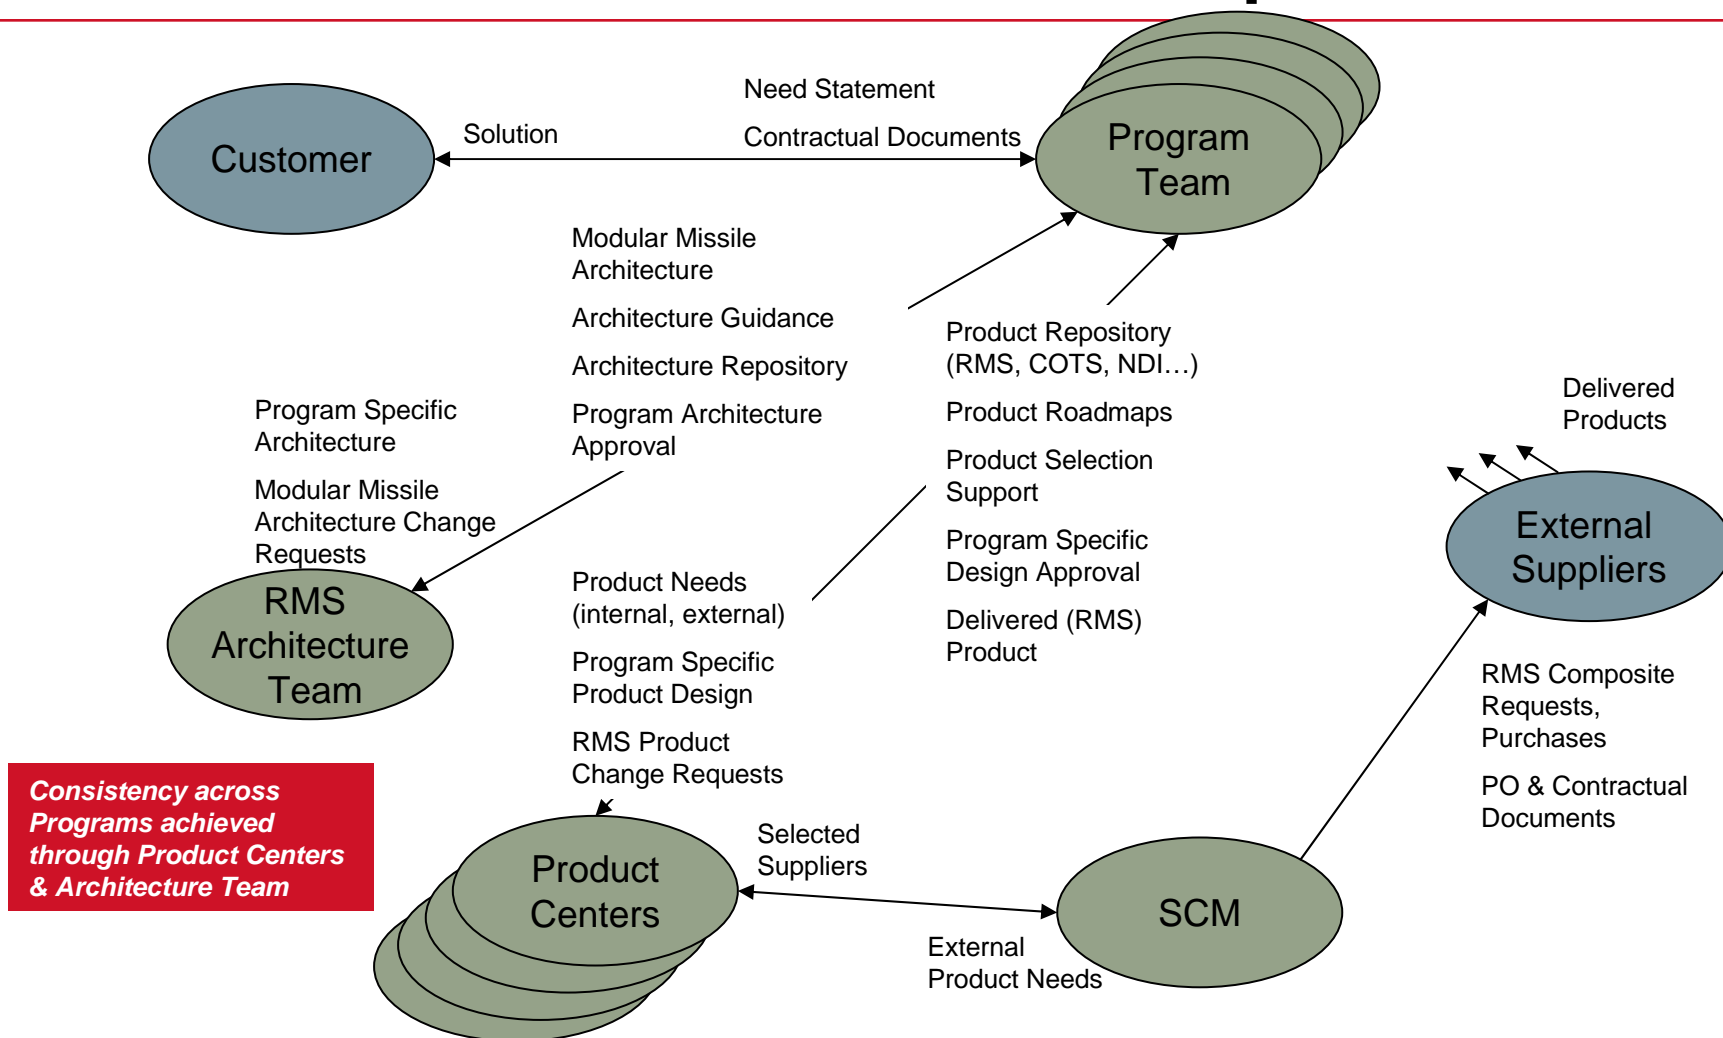 Need Statement
Solution
Contractual Documents
Customer
Program
Team
Modular Missile
Architecture
Architecture Guidance
Architecture Repository
Program Architecture
Approval
Product Repository
(RMS, COTS, NDI…)
Product Roadmaps
Product Selection
Support
Program Specific
Design Approval
Delivered (RMS)
Product
Delivered
Products
External
Suppliers
Program Specific
Architecture
Modular Missile
Architecture Change
Requests
RMS
Architecture
Team
Product Needs
(internal, external)
Program Specific
Product Design
RMS Product
Change Requests
RMS Composite
Requests,
Purchases
PO & Contractual
Documents
Consistency across
Programs achieved
through Product Centers
& Architecture Team
Product
Centers
Selected
Suppliers
External
Product Needs
SCM